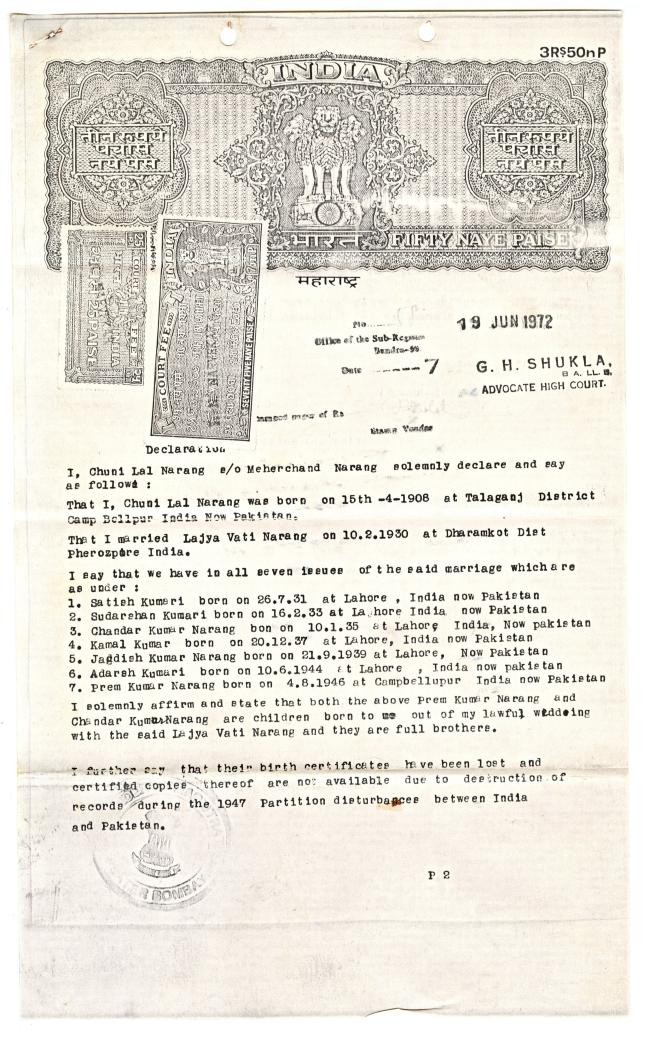 3RS50nP
INDIA
तीन रुपये
पचास
नये पैसे
तीन रुपये
पचास
नये पैसे
भारत
FIFTY NAYE PAISE
INDIA
COURT FEE
SEVENTY FIVE NAYE PAISE
महाराष्ट्र
No.......
19 JUN 1972
Office of the Sub-Registrar
Bandra-
Date -----7
G. H. SHUKLA,
B A. LL. B,
ADVOCATE HIGH COURT.
paper of Rs
Stamp Vendor
Declaration
I, Chuni Lal Narang s/o Meherchand Narang solemnly declare and say
as follows :
That I, Chuni Lal Narang was born on 15th -4-1908 at Talaganj District
Camp Bellpur India Now Pakistan.
That I married Lajya Vati Narang on 10.2.1930 at Dharamkot Dist
Pherozpore India.
I say that we have in all seven issues of the said marriage which are
as under :
1. Satish Kumari born on 26.7.31 at Lahore , India now Pakistan
2. Sudarshan Kumari born on 16.2.33 at Lahore India now Pakistan
3. Chandar Kumar Narang bon on 10.1.35 at Lahore India, Now pakistan
4. Kamal Kumar born on 20.12.37 at Lahore, India now Pakistan
5. Jagdish Kumar Narang born on 21.9.1939 at Lahore, Now Pakistan
6. Adarsh Kumari born on 10.6.1944 at Lahore , India now pakistan
7. Prem Kumar Narang born on 4.8.1946 at Campbellupur India now Pakistan
I solemnly affirm and state that both the above Prem Kumar Narang and
Chandar Kumar Narang are children born to me out of my lawful wedding
with the said Lajya Vati Narang and they are full brothers.
I further say that their birth certificates have been lost and
certified copies thereof are not available due to destruction of
records during the 1947 Partition disturbances between India
and Pakistan.
BOMBAY
P 2